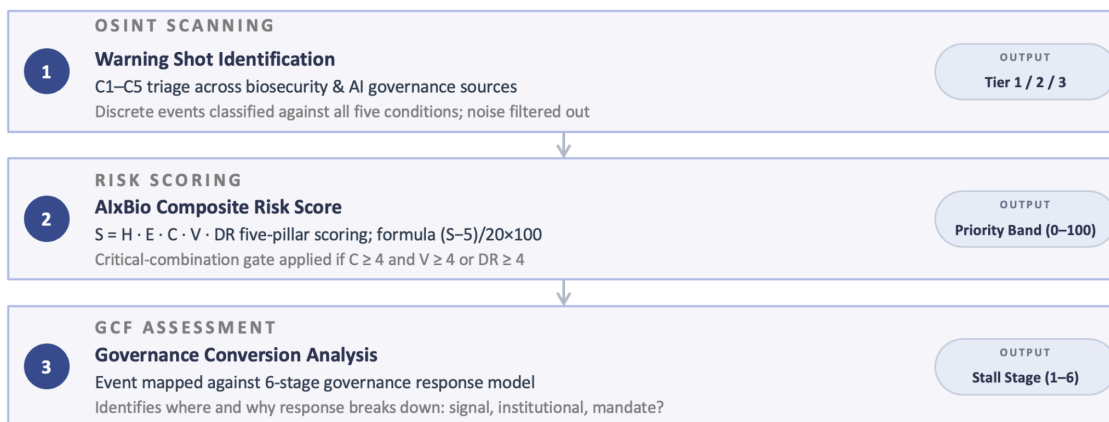 OSINT SCANNING
1
Warning Shot Identification
C1–C5 triage across biosecurity & AI governance sources
Discrete events classified against all five conditions; noise filtered out
OUTPUT
Tier 1 / 2 / 3
RISK SCORING
2
AIxBio Composite Risk Score
S = H · E · C · V · DR five-pillar scoring; formula (S–5)/20×100
Critical-combination gate applied if C ≥ 4 and V ≥ 4 or DR ≥ 4
OUTPUT
Priority Band (0–100)
GCF ASSESSMENT
3
Governance Conversion Analysis
Event mapped against 6-stage governance response model
Identifies where and why response breaks down: signal, institutional, mandate?
OUTPUT
Stall Stage (1–6)